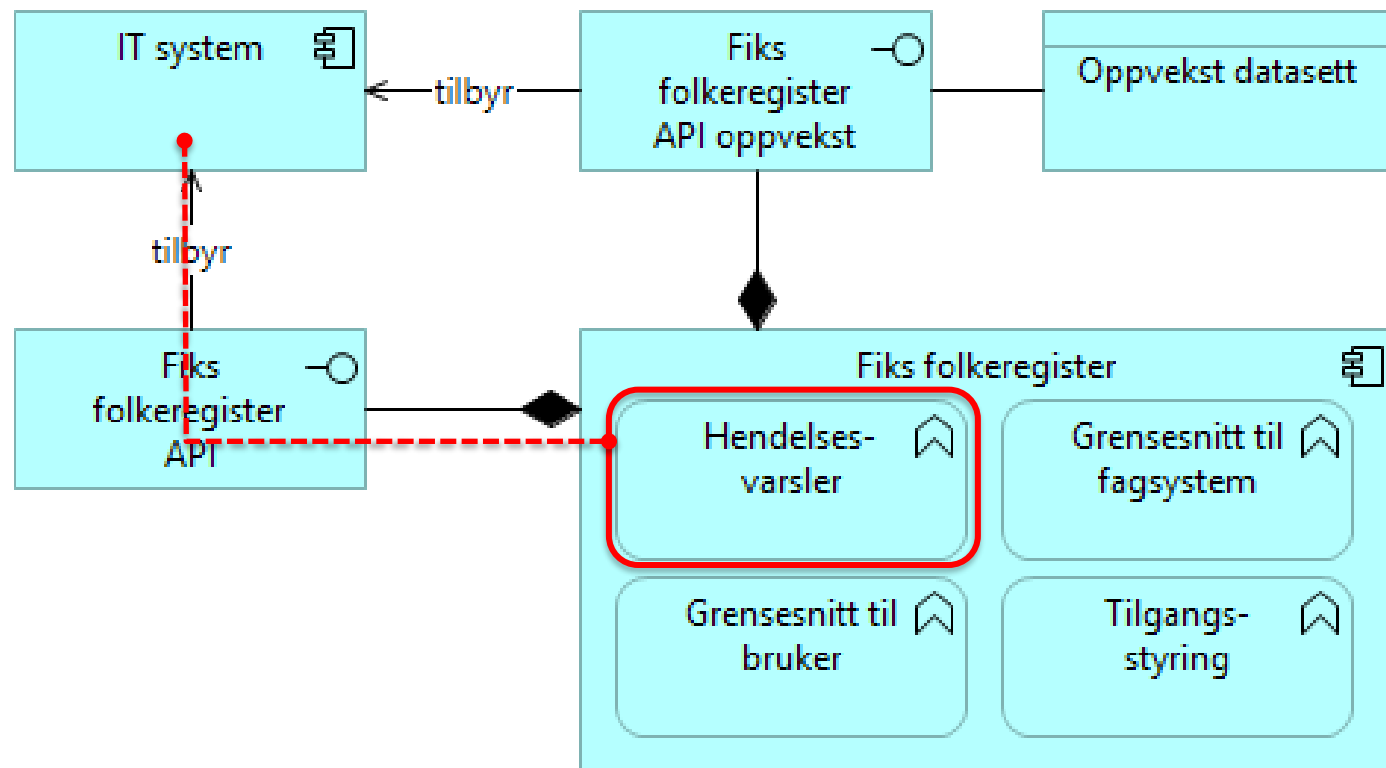 IT system
tilbyr
Fiks
folkeregister
API oppvekst
Oppvekst datasett
tilbyr
Fiks
folkeregister
API
Fiks folkeregister
Hendelses-
varsler
Grensesnitt til
fagsystem
Grensesnitt til
bruker
Tilgangs-
styring